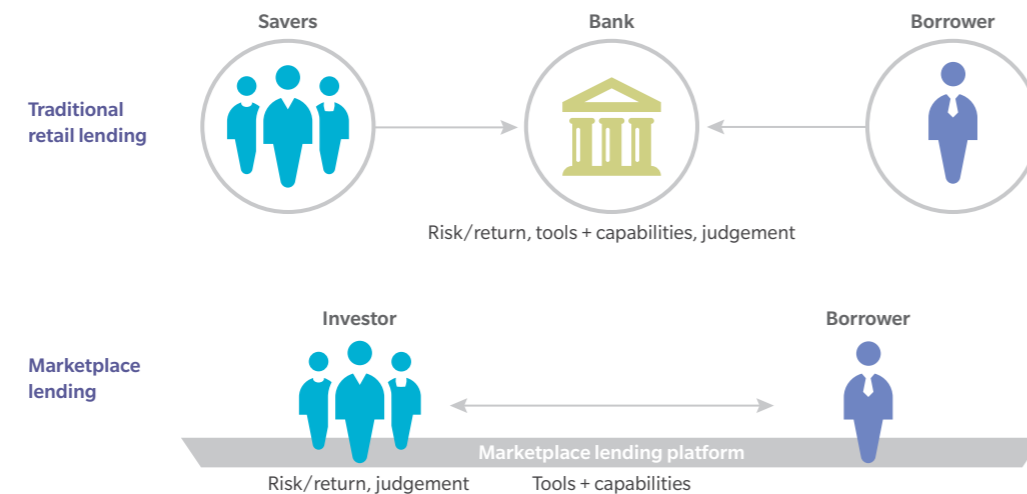 Savers
Bank
Borrower
Traditional
retail lending
Risk/return, tools + capabilities, judgement
Investor
Borrower
Marketplace
lending
Marketplace lending platform
Risk/return, judgement
Tools + capabilities